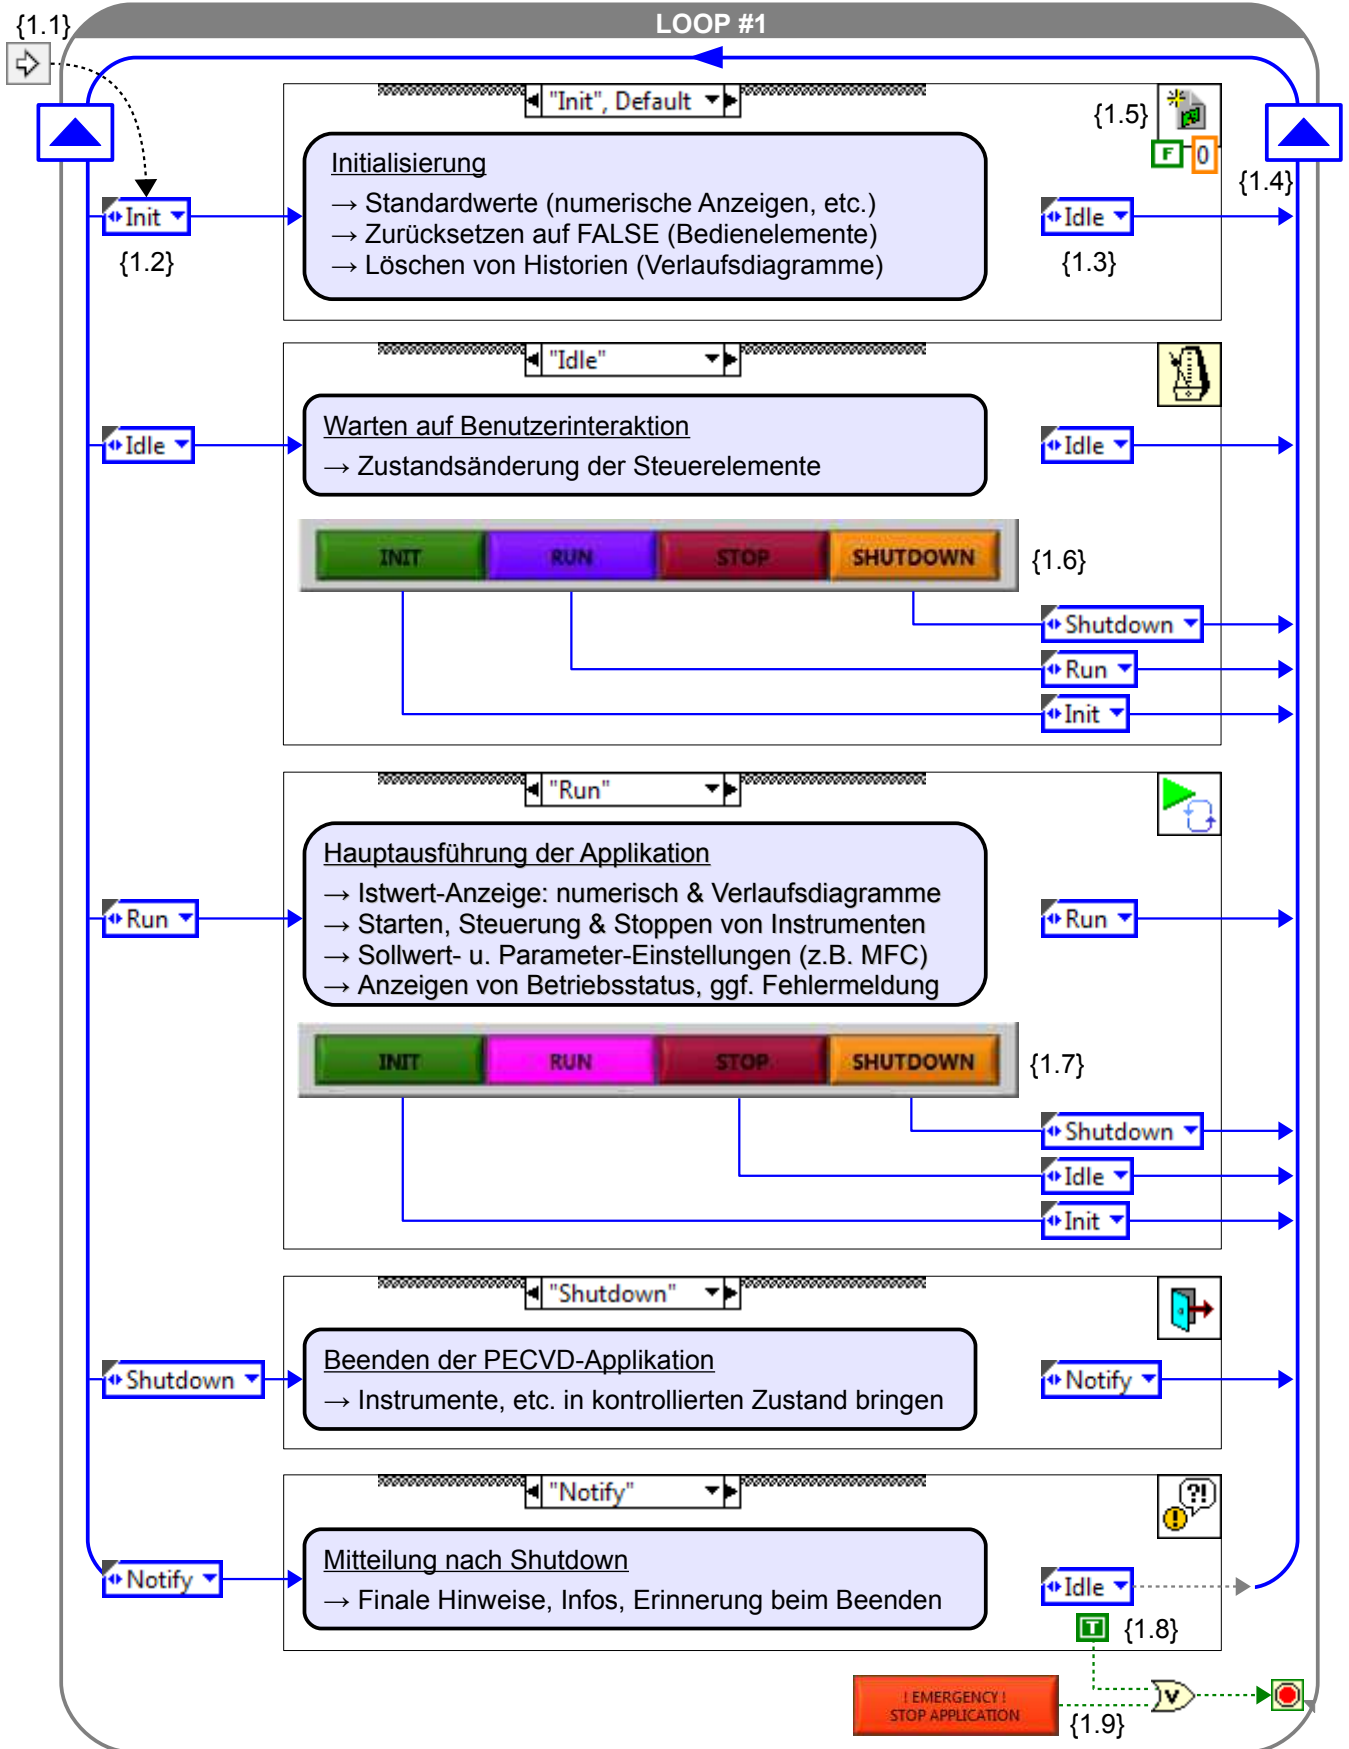 LOOP #1
{1.1}
"Init", Default
{1.5}
F 0
Initialisierung
→ Standardwerte (numerische Anzeigen, etc.)
→ Zurücksetzen auf FALSE (Bedienelemente)
→ Löschen von Historien (Verlaufsdiagramme)
Init
{1.2}
Idle
{1.3}
{1.4}
"Idle"
Warten auf Benutzerinteraktion
→ Zustandsänderung der Steuerelemente
Idle
Idle
INIT RUN STOP SHUTDOWN
{1.6}
Shutdown
Run
Init
"Run"
Hauptausführung der Applikation
→ Istwert-Anzeige: numerisch & Verlaufsdiagramme
→ Starten, Steuerung & Stoppen von Instrumenten
→ Sollwert- u. Parameter-Einstellungen (z.B. MFC)
→ Anzeigen von Betriebsstatus, ggf. Fehlermeldung
Run
Run
INIT RUN STOP SHUTDOWN
{1.7}
Shutdown
Idle
Init
"Shutdown"
Beenden der PECVD-Applikation
→ Instrumente, etc. in kontrollierten Zustand bringen
Shutdown
Notify
"Notify"
?!
!
Mitteilung nach Shutdown
→ Finale Hinweise, Infos, Erinnerung beim Beenden
Notify
Idle
T
{1.8}
! EMERGENCY !
STOP APPLICATION
{1.9}
V